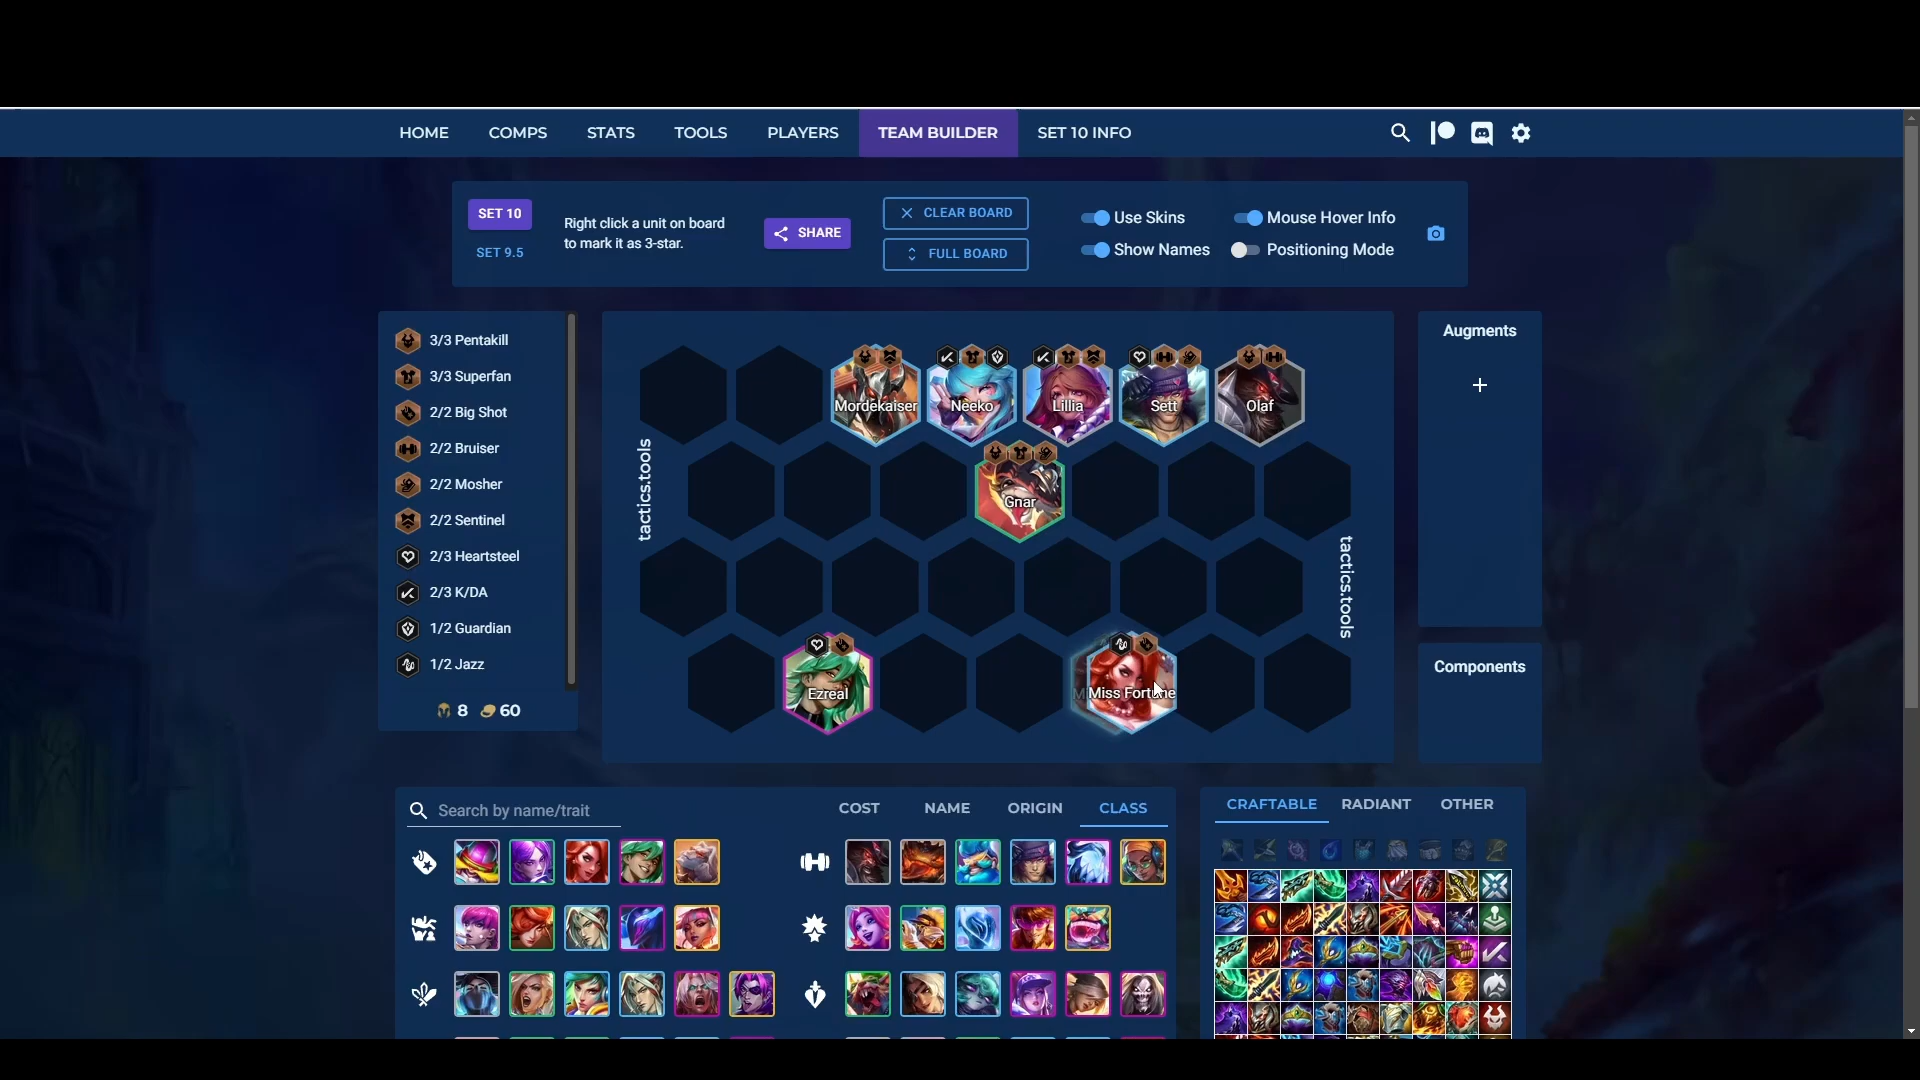 HOME COMPS STATS TOOLS PLAYERS TEAM BUILDER SET 10 INFO
SET 10
SET 9.5
Right click a unit on board
to mark it as 3-star.
SHARE
CLEAR BOARD
FULL BOARD
Use Skins
Mouse Hover Info
Show Names
Positioning Mode
3/3 Pentakill
3/3 Superfan
2/2 Big Shot
2/2 Bruiser
2/2 Mosher
2/2 Sentinel
2/3 Heartsteel
2/3 K/DA
1/2 Guardian
1/2 Jazz
8 60
Mordekaiser Neeko Lillia Sett Olaf
Gnar
Ezreal Miss Fortune
tactics.tools
tactics.tools
Augments
+
Components
Search by name/trait
COST NAME ORIGIN CLASS
CRAFTABLE RADIANT OTHER